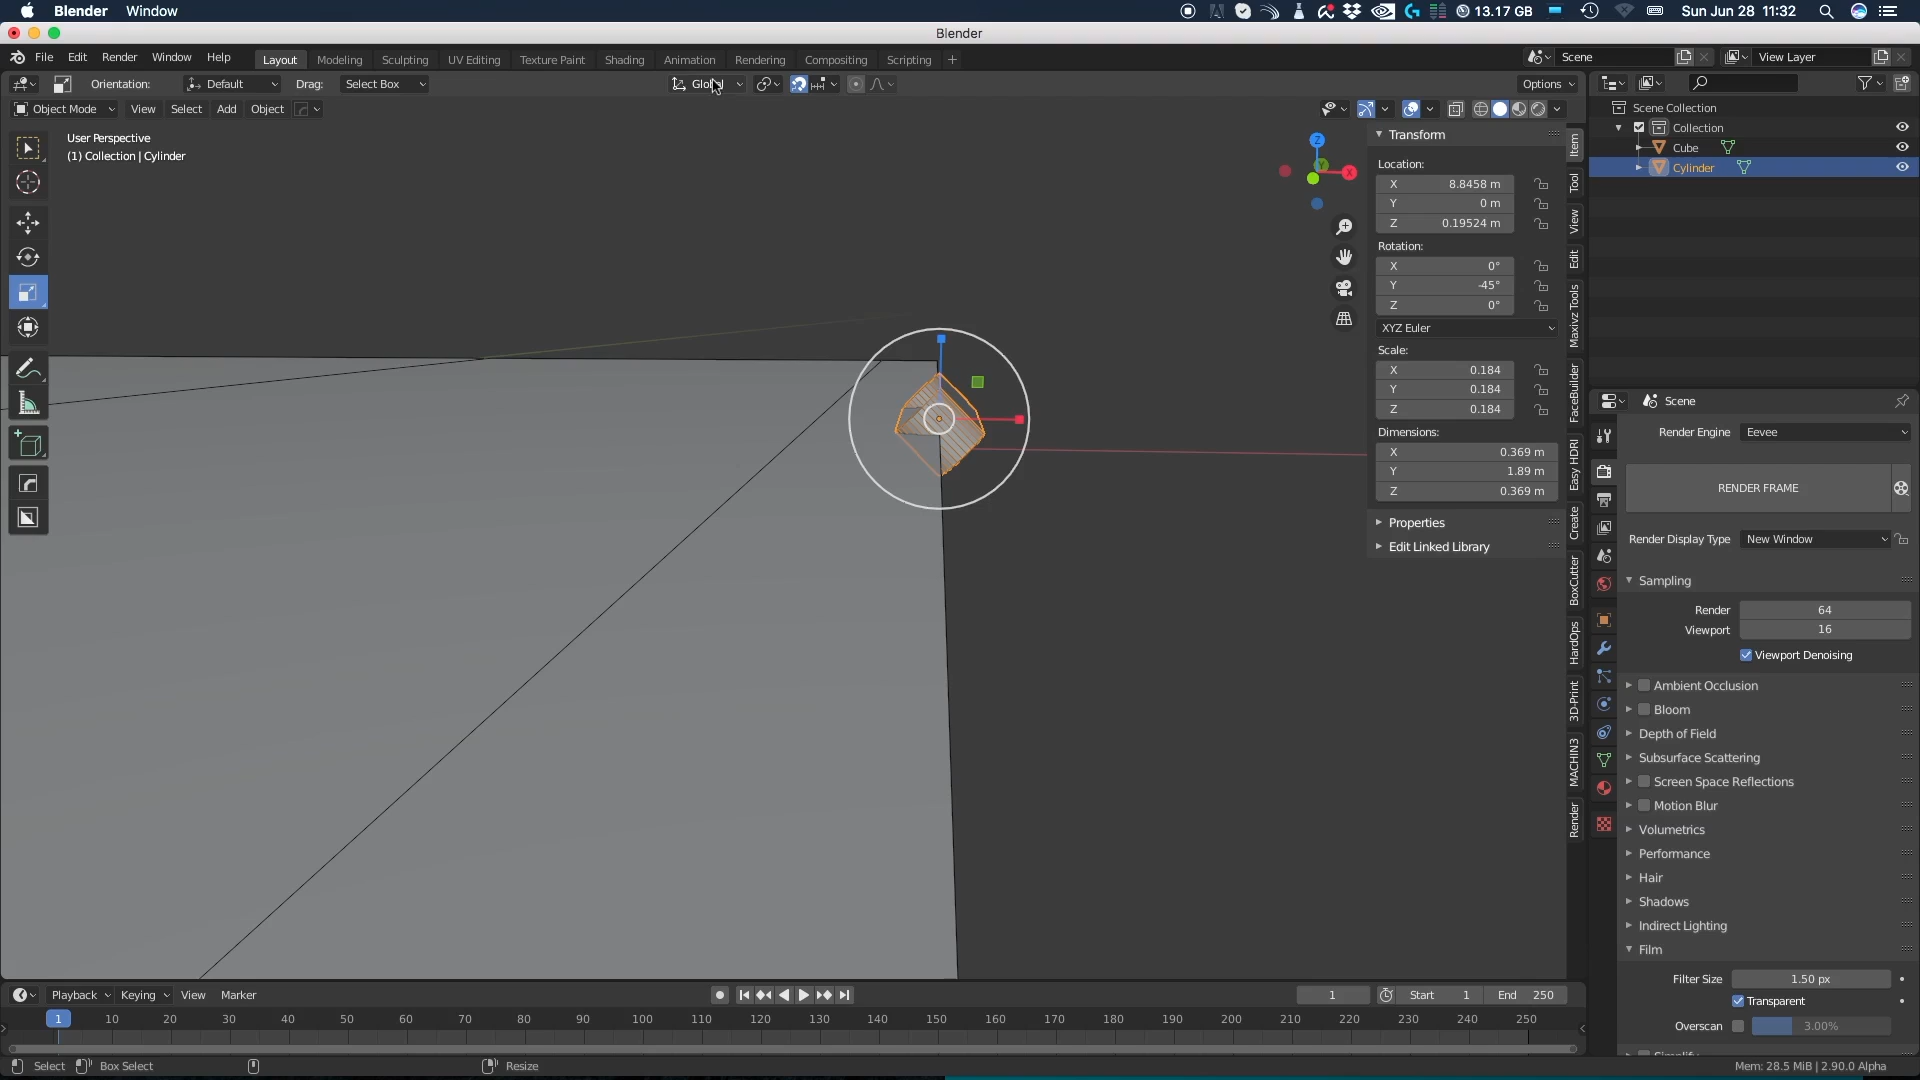 Blender Window 13.17 GB Sun Jun 28 11:32
Blender
File Edit Render Window Help Layout Modeling Sculpting UV Editing Texture Paint Shading Animation Rendering Compositing Scripting + Scene View Layer
Orientation: Default Drag: Select Box Global Options
Object Mode View Select Add Object
User Perspective
(1) Collection | Cylinder
Z
Y
X
Transform
Location:
X 8.8458 m
Y 0 m
Z 0.19524 m
Rotation:
X 0°
Y -45°
Z 0°
XYZ Euler
Scale:
X 0.184
Y 0.184
Z 0.184
Dimensions:
X 0.369 m
Y 1.89 m
Z 0.369 m
Properties
Edit Linked Library
Item
Tool
View
Edit
Maxivz Tools
FaceBuilder
Easy HDRI
Create
BoxCutter
HardOps
3D-Print
MACHIN3
Render
Scene Collection
Collection
Cube
Cylinder
Scene
Render Engine Eevee
RENDER FRAME
Render Display Type New Window
Sampling
Render 64
Viewport 16
Viewport Denoising
Ambient Occlusion
Bloom
Depth of Field
Subsurface Scattering
Screen Space Reflections
Motion Blur
Volumetrics
Performance
Hair
Shadows
Indirect Lighting
Film
Filter Size 1.50 px
Transparent
Overscan 3.00%
Playback Keying View Marker 1 Start 1 End 250
1 10 20 30 40 50 60 70 80 90 100 110 120 130 140 150 160 170 180 190 200 210 220 230 240 250
Select Box Select Resize Mem: 28.5 MiB | 2.90.0 Alpha